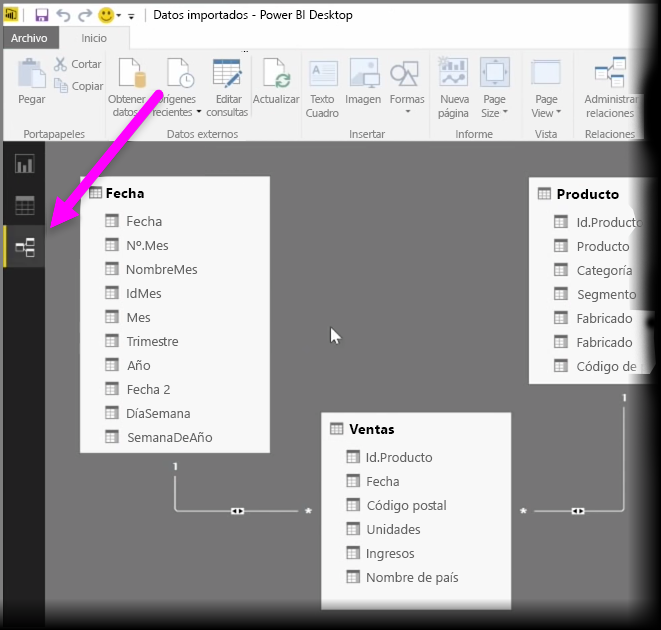 Datos importados - Power BI Desktop
Archivo Inicio
Pegar
Cortar
Copiar
Portapapeles
Obtener datos
Orígenes recientes
Editar consultas
Actualizar
Datos externos
Texto Cuadro
Imagen
Formas
Insertar
Nueva página
Page Size
Informe
Page View
Vista
Administrar relaciones
Relaciones
Fecha
Fecha
Nº.Mes
NombreMes
IdMes
Mes
Trimestre
Año
Fecha 2
DíaSemana
SemanaDeAño
1
*
Ventas
Id.Producto
Fecha
Código postal
Unidades
Ingresos
Nombre de país
Producto
Id.Producto
Producto
Categoría
Segmento
Fabricado
Fabricado
Código de
1
*